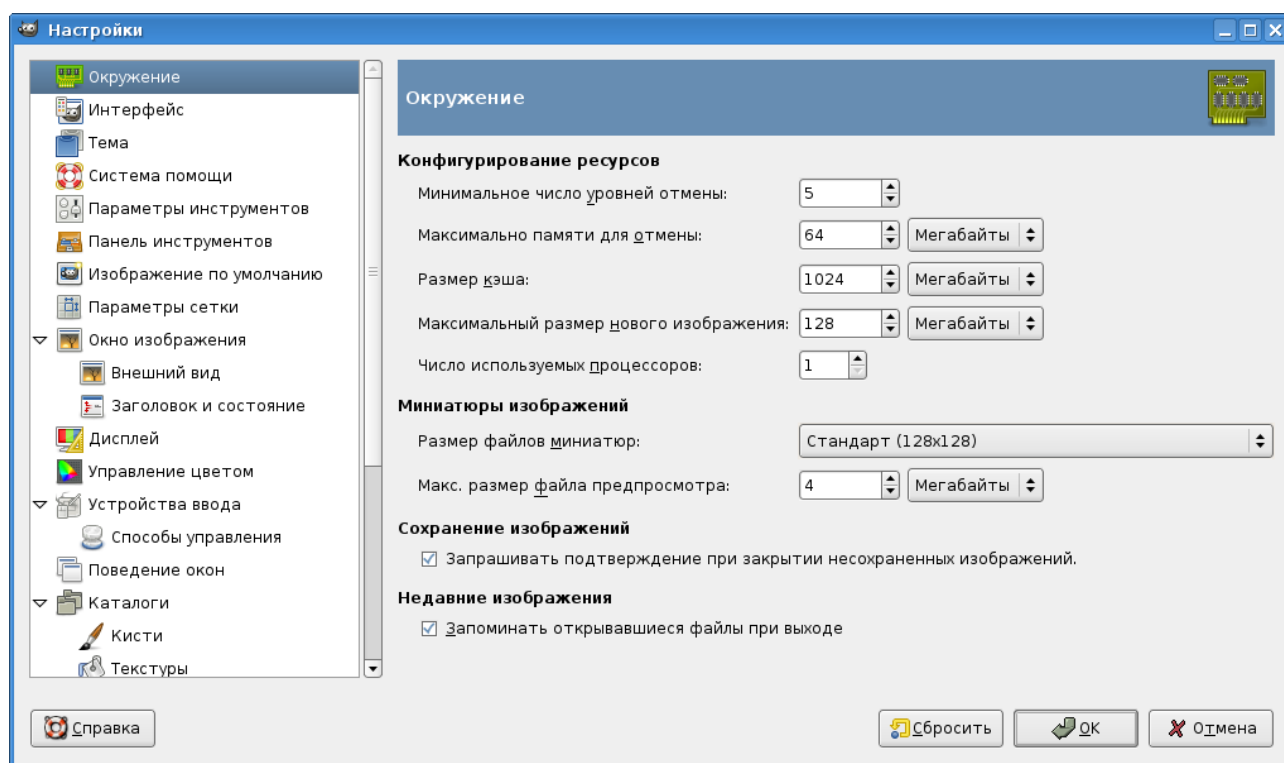 Настройки
Окружение
Интерфейс
Тема
Система помощи
Параметры инструментов
Панель инструментов
Изображение по умолчанию
Параметры сетки
Окно изображения
Внешний вид
Заголовок и состояние
Дисплей
Управление цветом
Устройства ввода
Способы управления
Поведение окон
Каталоги
Кисти
Текстуры
Окружение
Конфигурирование ресурсов
Минимальное число уровней отмены: 5
Максимально памяти для отмены: 64 Мегабайты
Размер кэша: 1024 Мегабайты
Максимальный размер нового изображения: 128 Мегабайты
Число используемых процессоров: 1
Миниатюры изображений
Размер файлов миниатюр: Стандарт (128x128)
Макс. размер файла предпросмотра: 4 Мегабайты
Сохранение изображений
Запрашивать подтверждение при закрытии несохраненных изображений.
Недавние изображения
Запоминать открывавшиеся файлы при выходе
Справка Сбросить OK Отмена